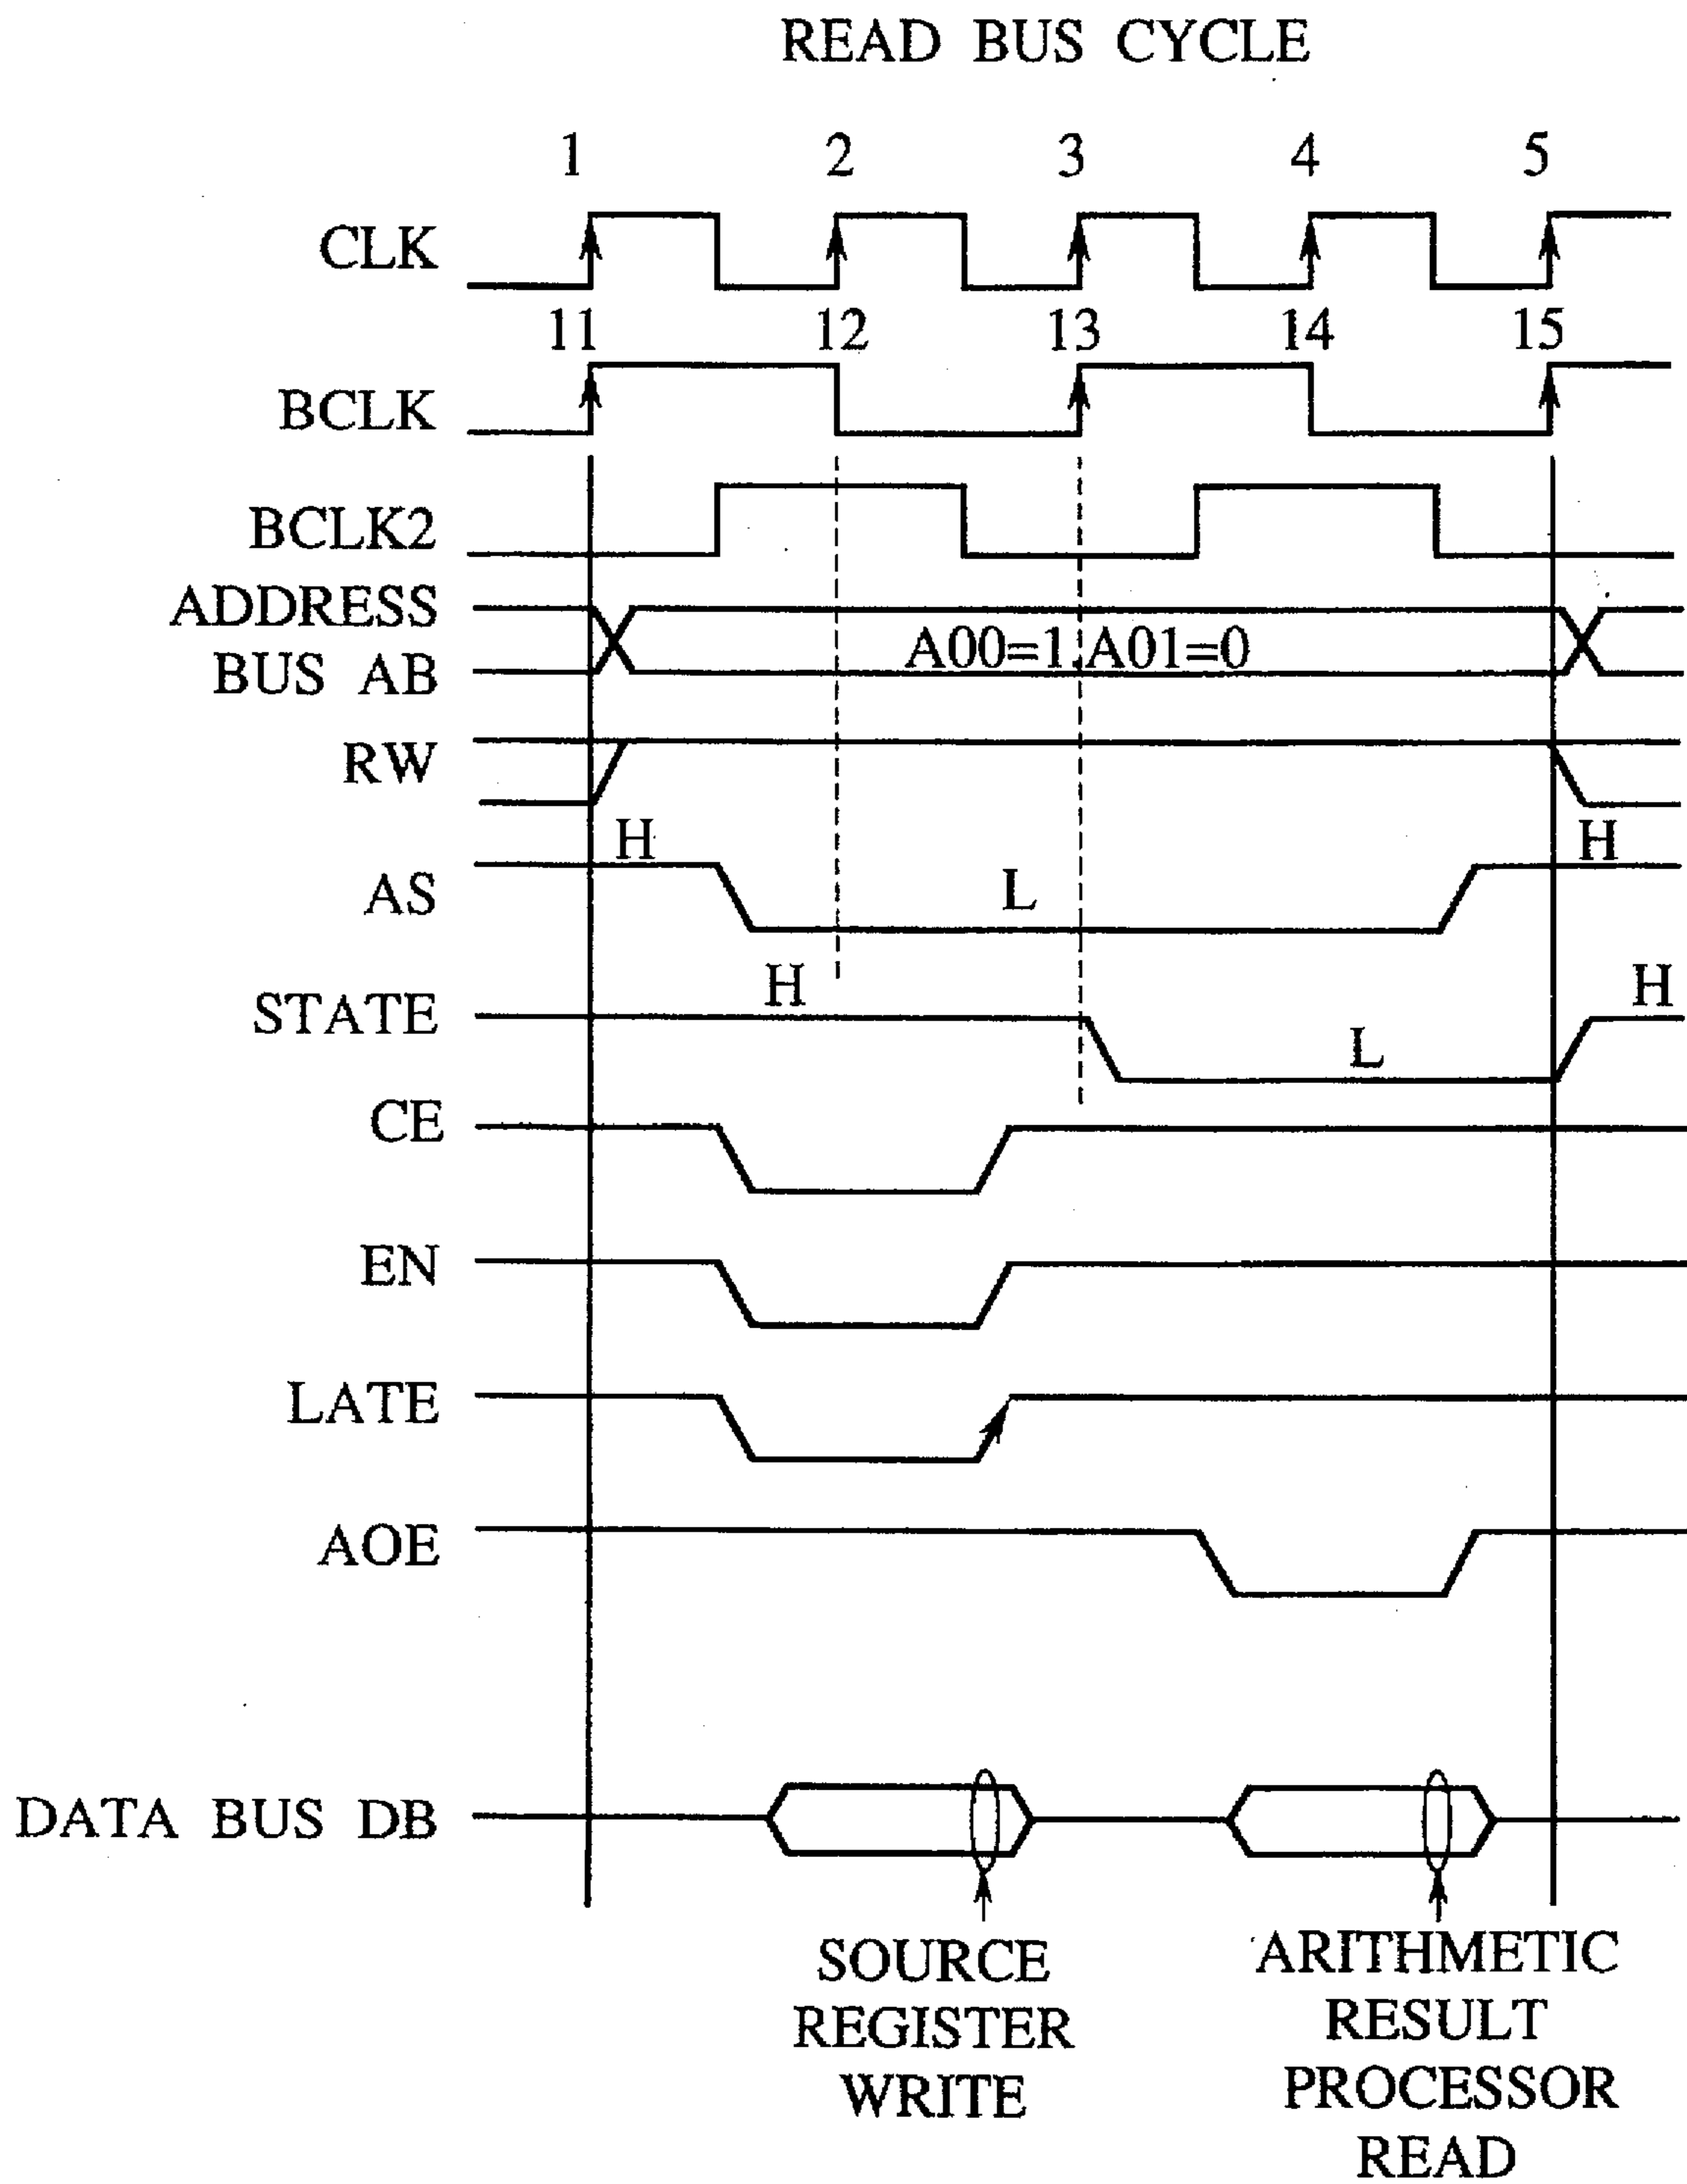 READ BUS CYCLE
1 2 3 4 5
CLK
11 12 13 14 15
BCLK
BCLK2
ADDRESS
BUS AB
A00=1,A01=0
RW
H H
AS
L
H H
STATE
L
CE
EN
LATE
AOE
DATA BUS DB
SOURCE
REGISTER
WRITE
ARITHMETIC
RESULT
PROCESSOR
READ